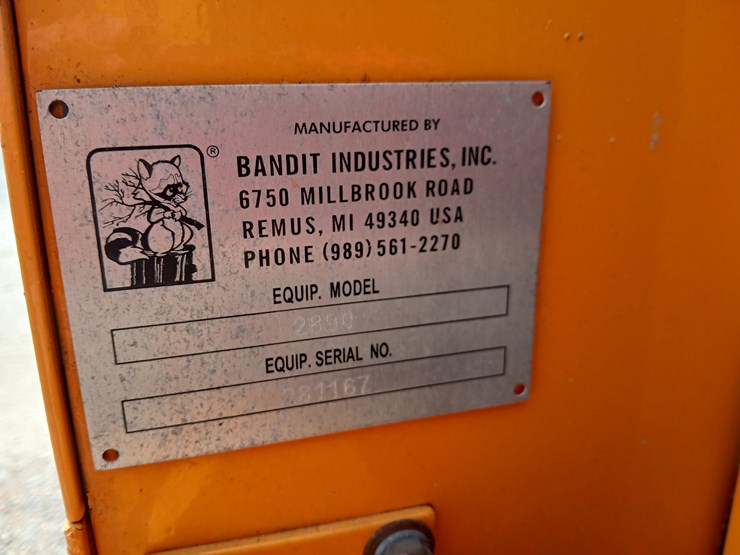 MANUFACTURED BY
®
BANDIT INDUSTRIES, INC.
6750 MILLBROOK ROAD
REMUS, MI 49340 USA
PHONE (989) 561-2270
EQUIP. MODEL
EQUIP. SERIAL NO.